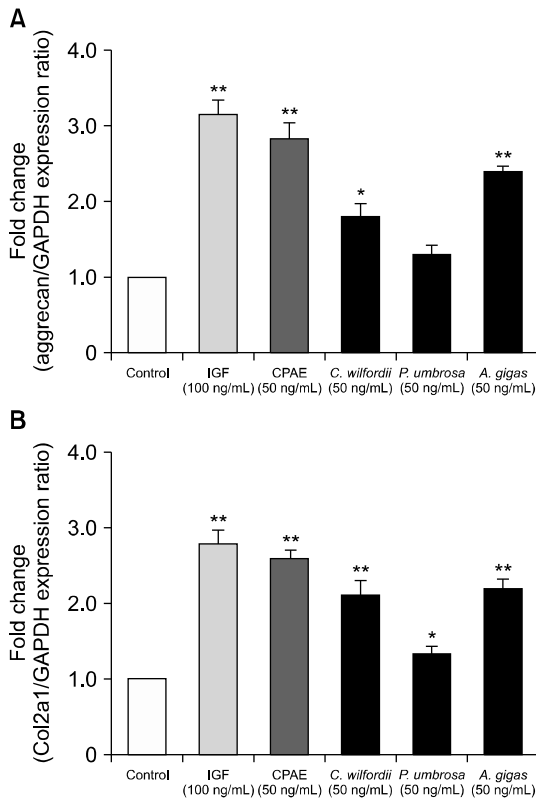 A
Fold change
(aggrecan/GAPDH expression ratio)
4.0
3.0
2.0
1.0
0
**
**
*
**
Control
IGF
(100 ng/mL)
CPAE
(50 ng/mL)
C. wilfordii
(50 ng/mL)
P. umbrosa
(50 ng/mL)
A. gigas
(50 ng/mL)
B
Fold change
(Col2a1/GAPDH expression ratio)
4.0
3.0
2.0
1.0
0
**
**
**
*
**
Control
IGF
(100 ng/mL)
CPAE
(50 ng/mL)
C. wilfordii
(50 ng/mL)
P. umbrosa
(50 ng/mL)
A. gigas
(50 ng/mL)